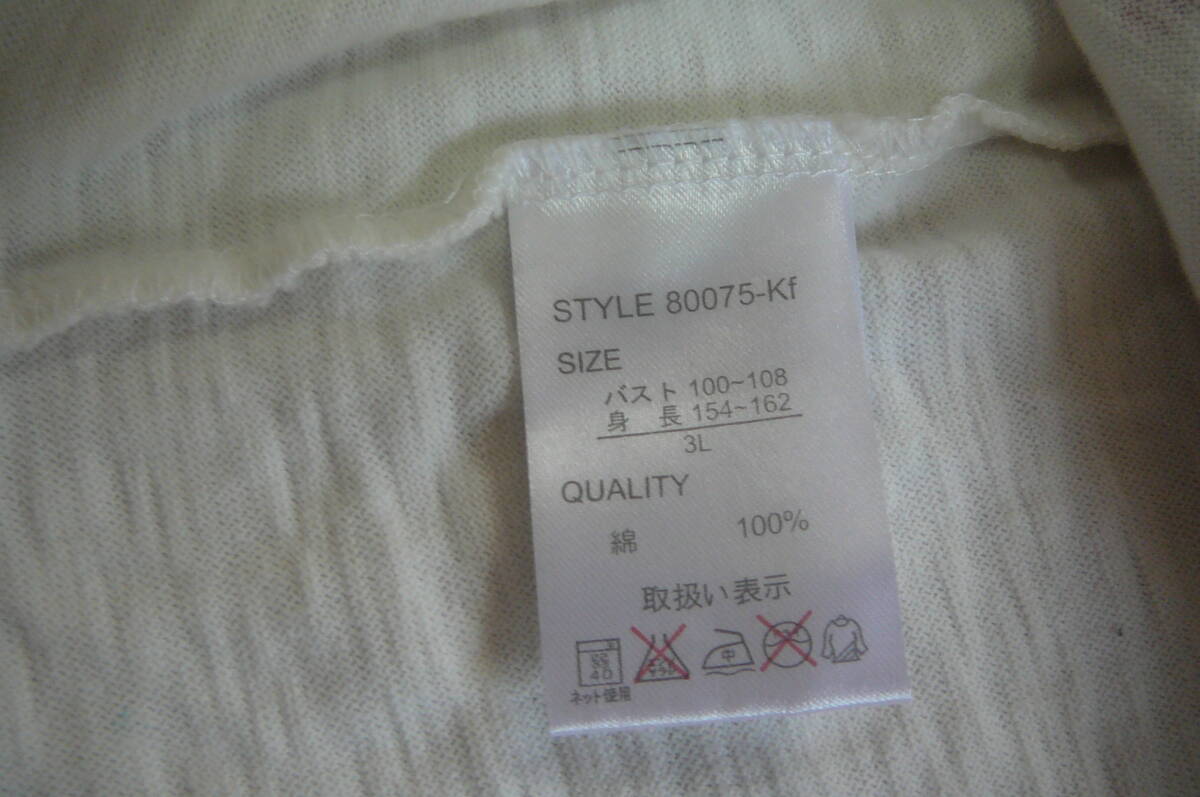 STYLE 80075-Kf
SIZE
バスト 100~108
身 長 154~162
3L
QUALITY
綿 100%
取扱い表示
40
中
ネット使用